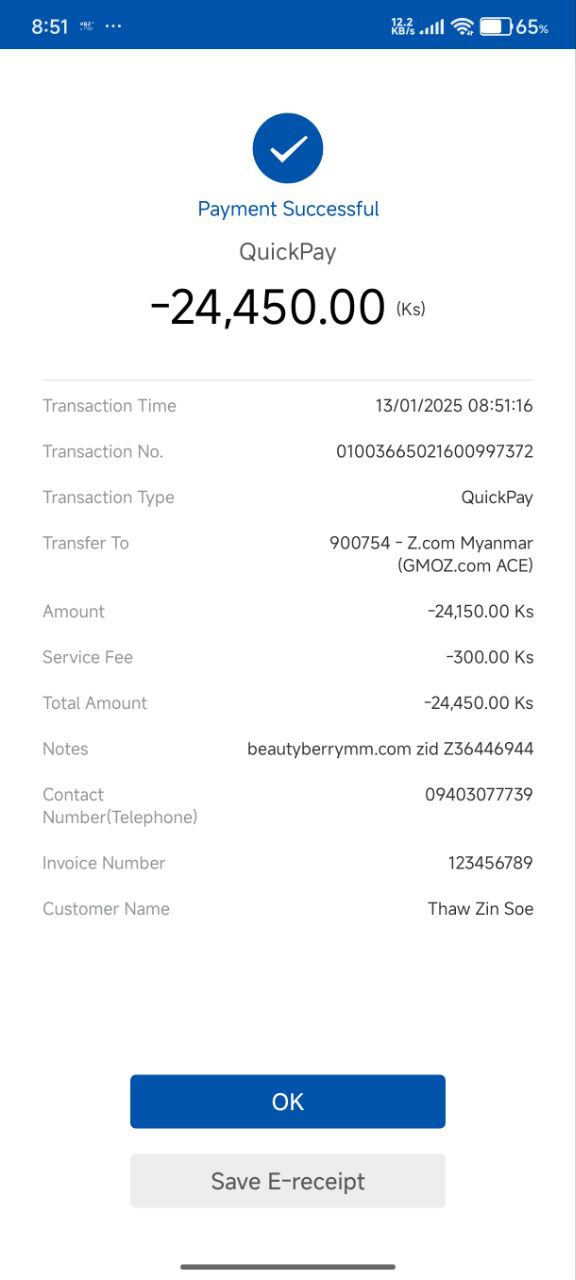 8:51 ... 12.2 KB/s 65%
Payment Successful
QuickPay
-24,450.00 (Ks)
Transaction Time 13/01/2025 08:51:16
Transaction No. 01003665021600997372
Transaction Type QuickPay
Transfer To 900754 - Z.com Myanmar
(GMOZ.com ACE)
Amount -24,150.00 Ks
Service Fee -300.00 Ks
Total Amount -24,450.00 Ks
Notes beautyberrymm.com zid Z36446944
Contact 09403077739
Number(Telephone)
Invoice Number 123456789
Customer Name Thaw Zin Soe
OK
Save E-receipt